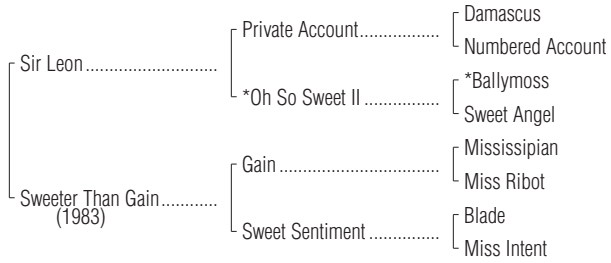 Damascus
Private Account.................
Numbered Account
Sir Leon............................
*Ballymoss
*Oh So Sweet II ................
Sweet Angel
Mississipian
Gain ..................................
Miss Ribot
Sweeter Than Gain............
(1983)
Blade
Sweet Sentiment ...............
Miss Intent